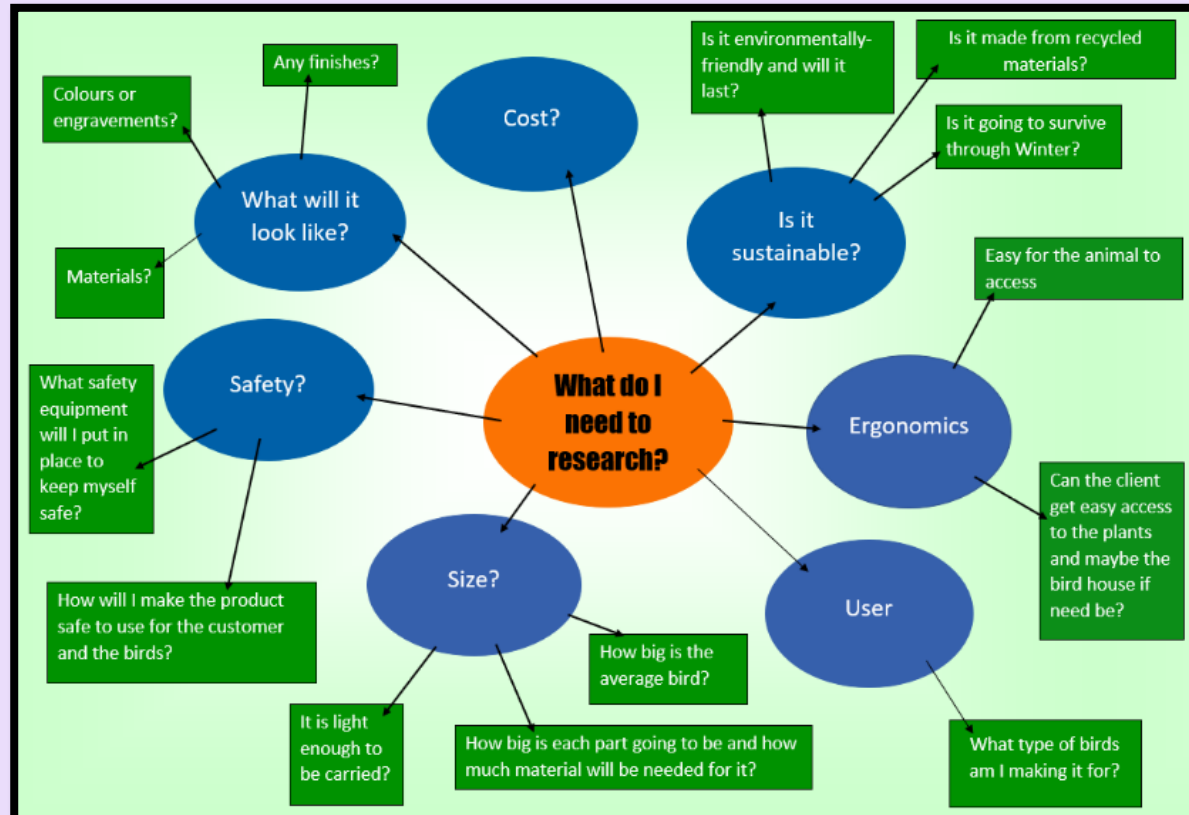 Any finishes?
Colours or
engravements?
What will it
look like?
Materials?
Cost?
Is it environmentally-
friendly and will it
last?
Is it made from recycled
materials?
Is it going to survive
through Winter?
Is it
sustainable?
Easy for the animal to
access
Ergonomics
Can the client
get easy access
to the plants
and maybe the
bird house if
need be?
What do I
need to
research?
Safety?
What safety
equipment
will I put in
place to
keep myself
safe?
How will I make the product
safe to use for the customer
and the birds?
Size?
How big is the
average bird?
It is light
enough to
be carried?
How big is each part going to be and how
much material will be needed for it?
User
What type of birds
am I making it for?